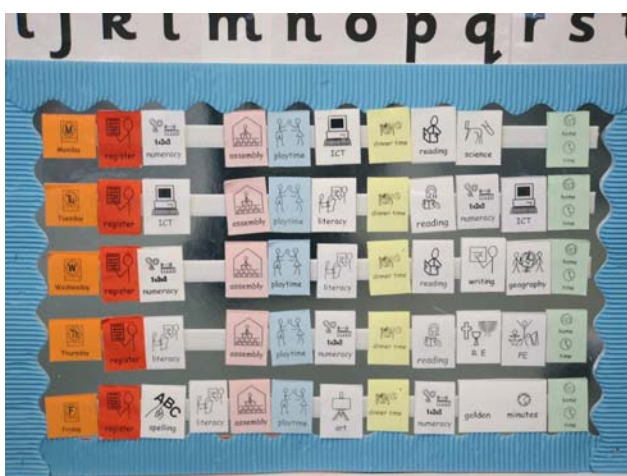 i j k l m n o p q r s t
M Monday register 1+2=3 numeracy assembly playtime ICT dinner time reading science home time
Tu Tuesday register ICT assembly playtime literacy dinner time reading 1+2=3 numeracy ICT home time
W Wednesday register 1+2=3 numeracy assembly playtime literacy dinner time reading writing geography home time
Th Thursday register literacy assembly playtime 1+2=3 numeracy dinner time reading R E PE home time
F Friday register ABC spelling literacy assembly playtime art dinner time 1+2=3 numeracy golden minutes home time